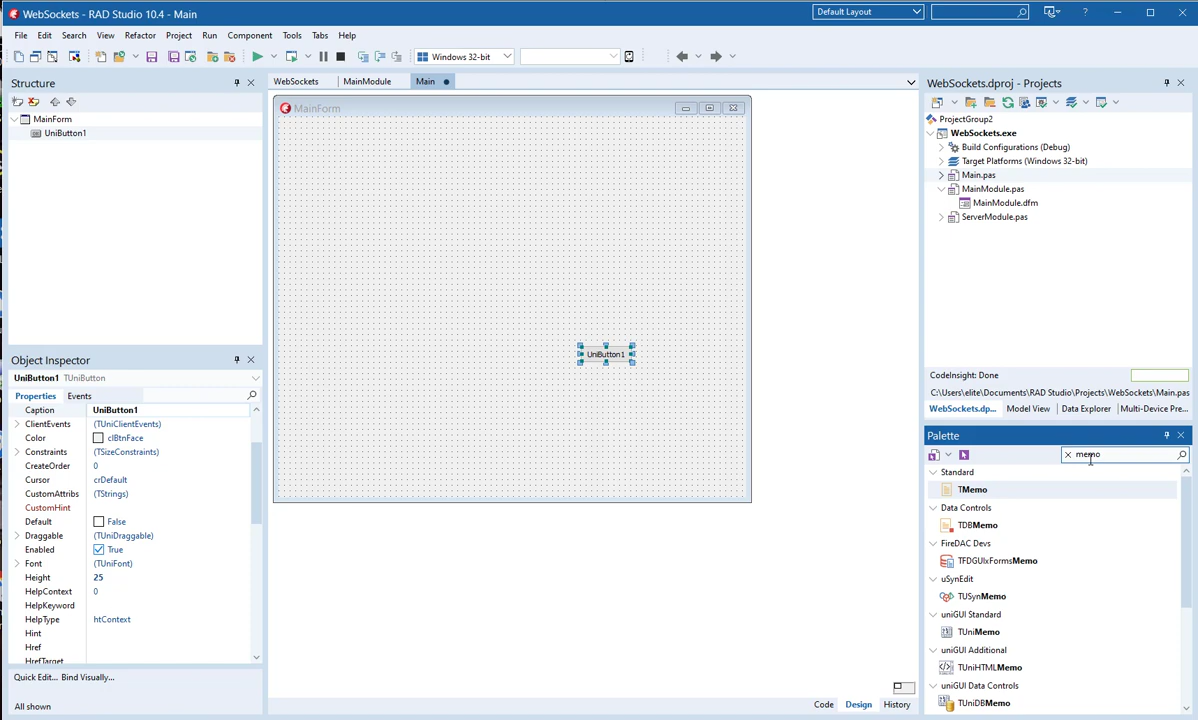 WebSockets - RAD Studio 10.4 - Main
Default Layout
File Edit Search View Refactor Project Run Component Tools Tabs Help
Windows 32-bit
Structure
MainForm
UniButton1
Object Inspector
UniButton1 TUniButton
Properties Events
Caption UniButton1
ClientEvents (TUniClientEvents)
Color clBtnFace
Constraints (TSizeConstraints)
CreateOrder 0
Cursor crDefault
CustomAttribs (TStrings)
CustomHint
Default False
Draggable (TUniDraggable)
Enabled True
Font (TUniFont)
Height 25
HelpContext 0
HelpKeyword
HelpType htContext
Hint
Href
HrefTarget
Quick Edit... Bind Visually...
All shown
WebSockets MainModule Main
MainForm
UniButton1
Code Design History
WebSockets.dproj - Projects
ProjectGroup2
WebSockets.exe
Build Configurations (Debug)
Target Platforms (Windows 32-bit)
Main.pas
MainModule.pas
MainModule.dfm
ServerModule.pas
CodeInsight: Done
C:\Users\elite\Documents\RAD Studio\Projects\WebSockets\Main.pas
WebSockets.dp... Model View Data Explorer Multi-Device Pre...
Palette
memo
Standard
TMemo
Data Controls
TDBMemo
FireDAC Devs
TFDGUIxFormsMemo
uSynEdit
TUSynMemo
uniGUI Standard
TUniMemo
uniGUI Additional
TUniHTMLMemo
uniGUI Data Controls
TUniDBMemo